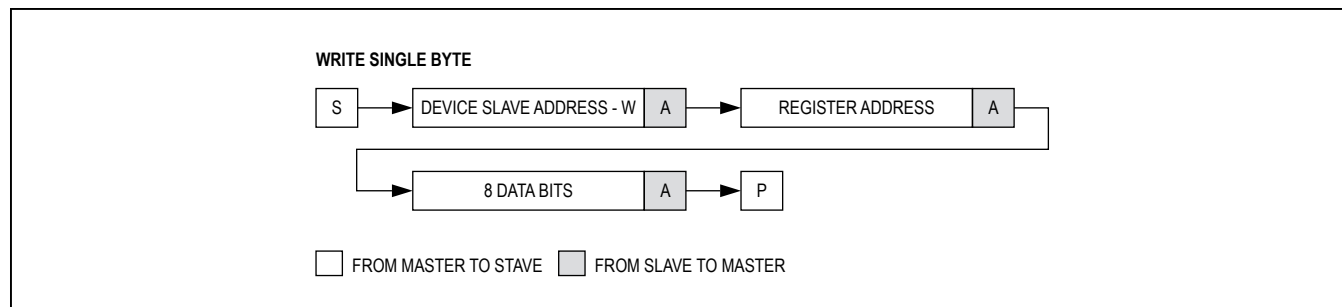 WRITE SINGLE BYTE
S DEVICE SLAVE ADDRESS - W A REGISTER ADDRESS A
8 DATA BITS A P
FROM MASTER TO STAVE FROM SLAVE TO MASTER